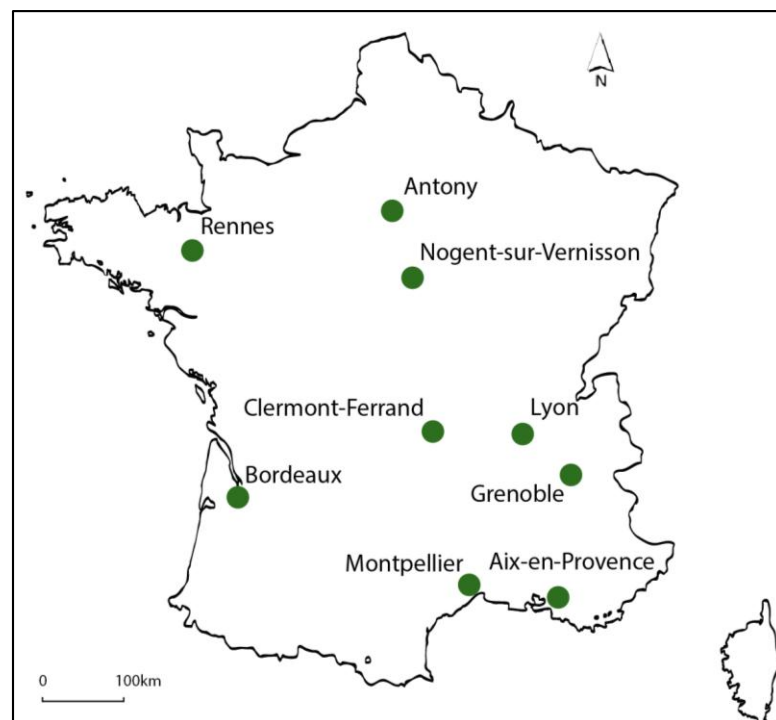 N
Antony
Rennes
Nogent-sur-Vernisson
Clermont-Ferrand
Lyon
Bordeaux
Grenoble
Montpellier
Aix-en-Provence
0 100km